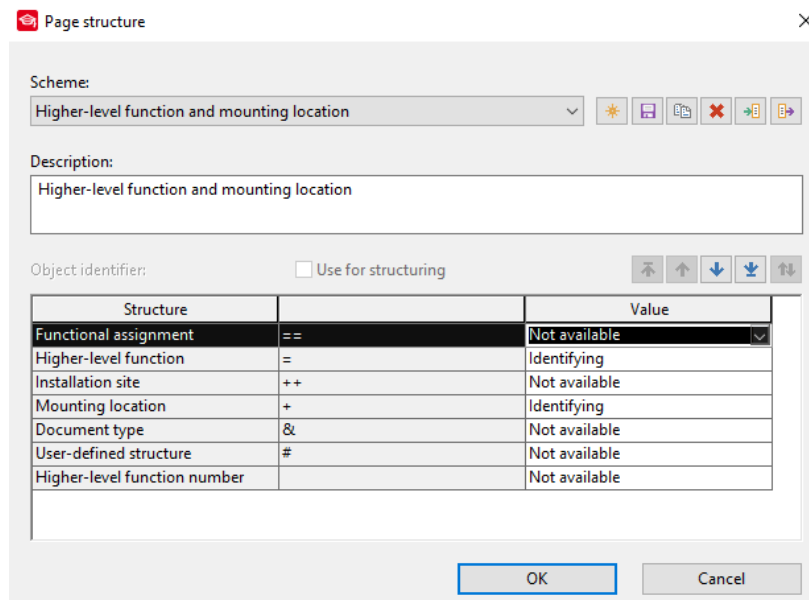 Page structure
Scheme:
Higher-level function and mounting location
Description:
Higher-level function and mounting location
Object identifier: Use for structuring
Structure Value
Functional assignment == Not available
Higher-level function = Identifying
Installation site ++ Not available
Mounting location + Identifying
Document type & Not available
User-defined structure # Not available
Higher-level function number Not available
OK Cancel